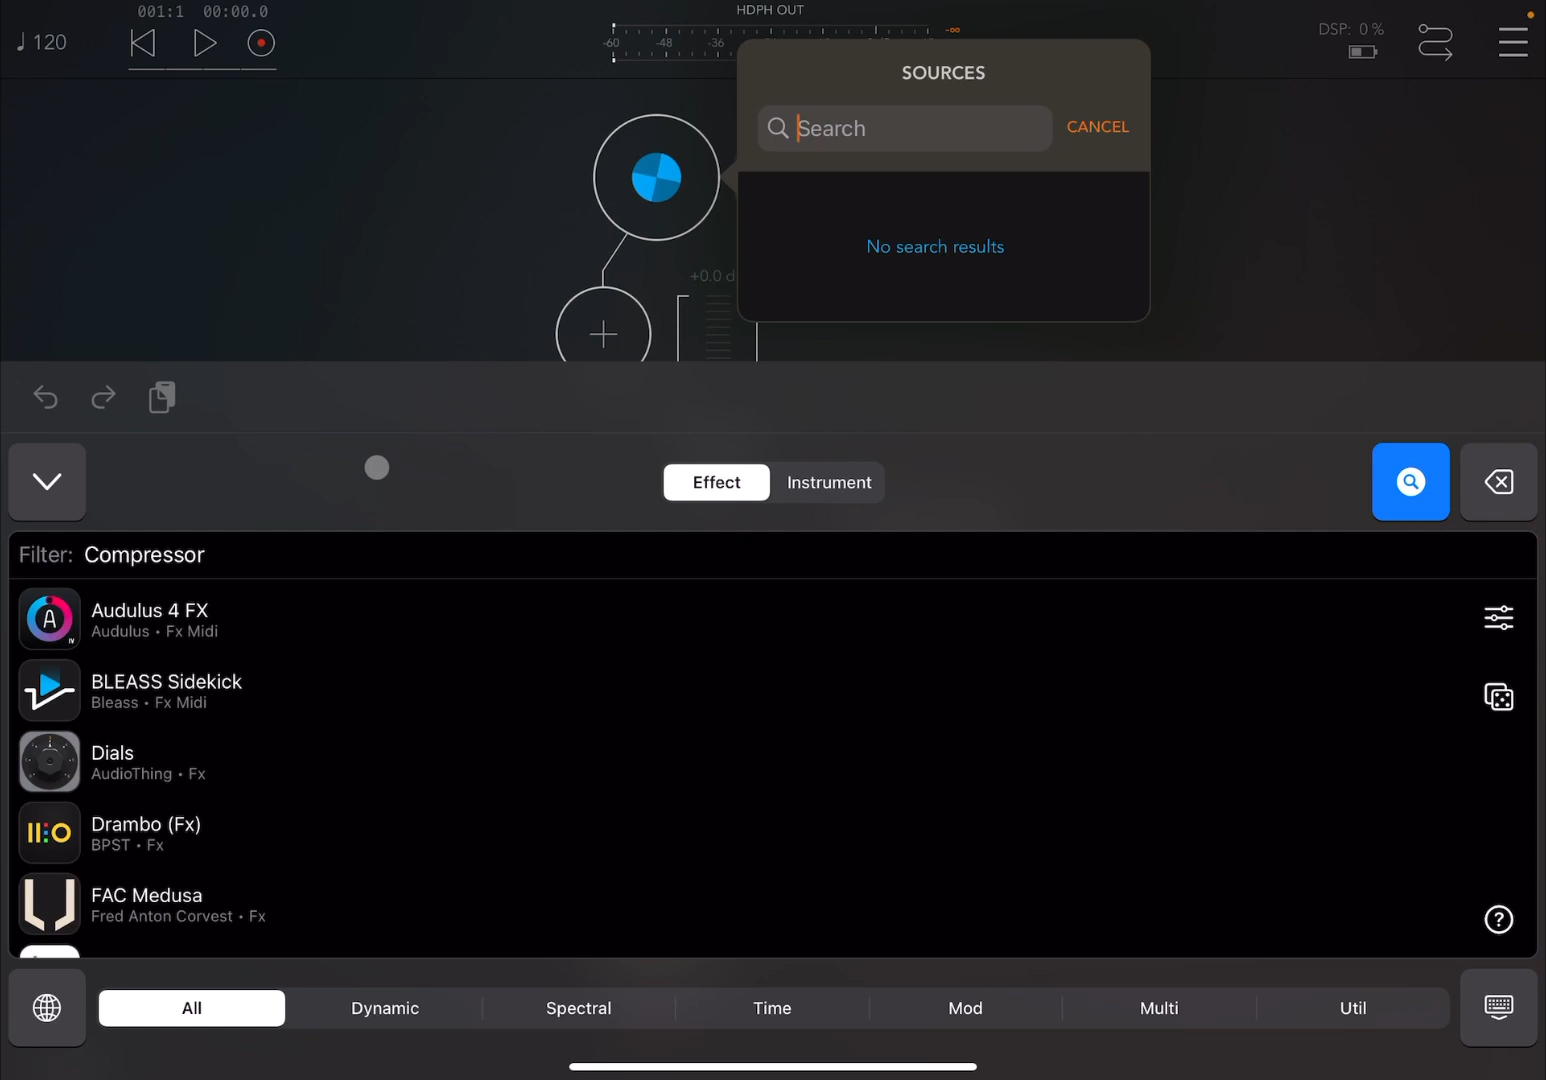 001:1 00:00.0
HDPH OUT
120
-60 -48 -36
-∞
DSP: 0 %
SOURCES
Search
CANCEL
No search results
+0.0 d
Effect
Instrument
Filter: Compressor
A
IV
Audulus 4 FX
Audulus • Fx Midi
BLEASS Sidekick
Bleass • Fx Midi
Dials
AudioThing • Fx
Drambo (Fx)
BPST • Fx
FAC Medusa
Fred Anton Corvest • Fx
?
All
Dynamic
Spectral
Time
Mod
Multi
Util